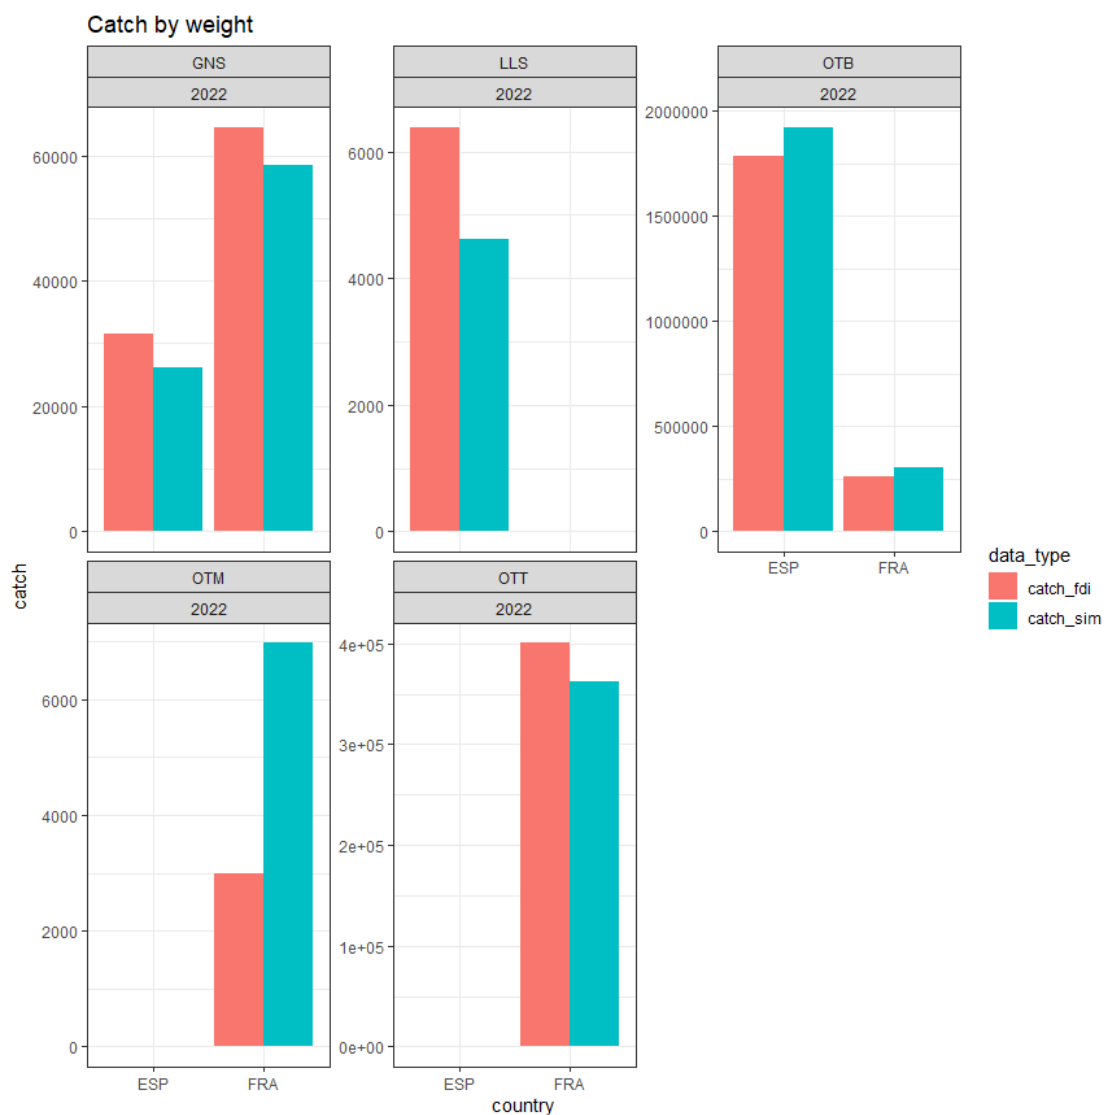 Catch by weight
GNS
2022
LLS
2022
OTB
2022
60000
40000
20000
0
6000
4000
2000
0
2000000
1500000
1000000
500000
0
ESP FRA
catch
OTM
2022
OTT
2022
6000
4000
2000
0
4e+05
3e+05
2e+05
1e+05
0e+00
ESP FRA
ESP FRA
country
data_type
catch_fdi
catch_sim